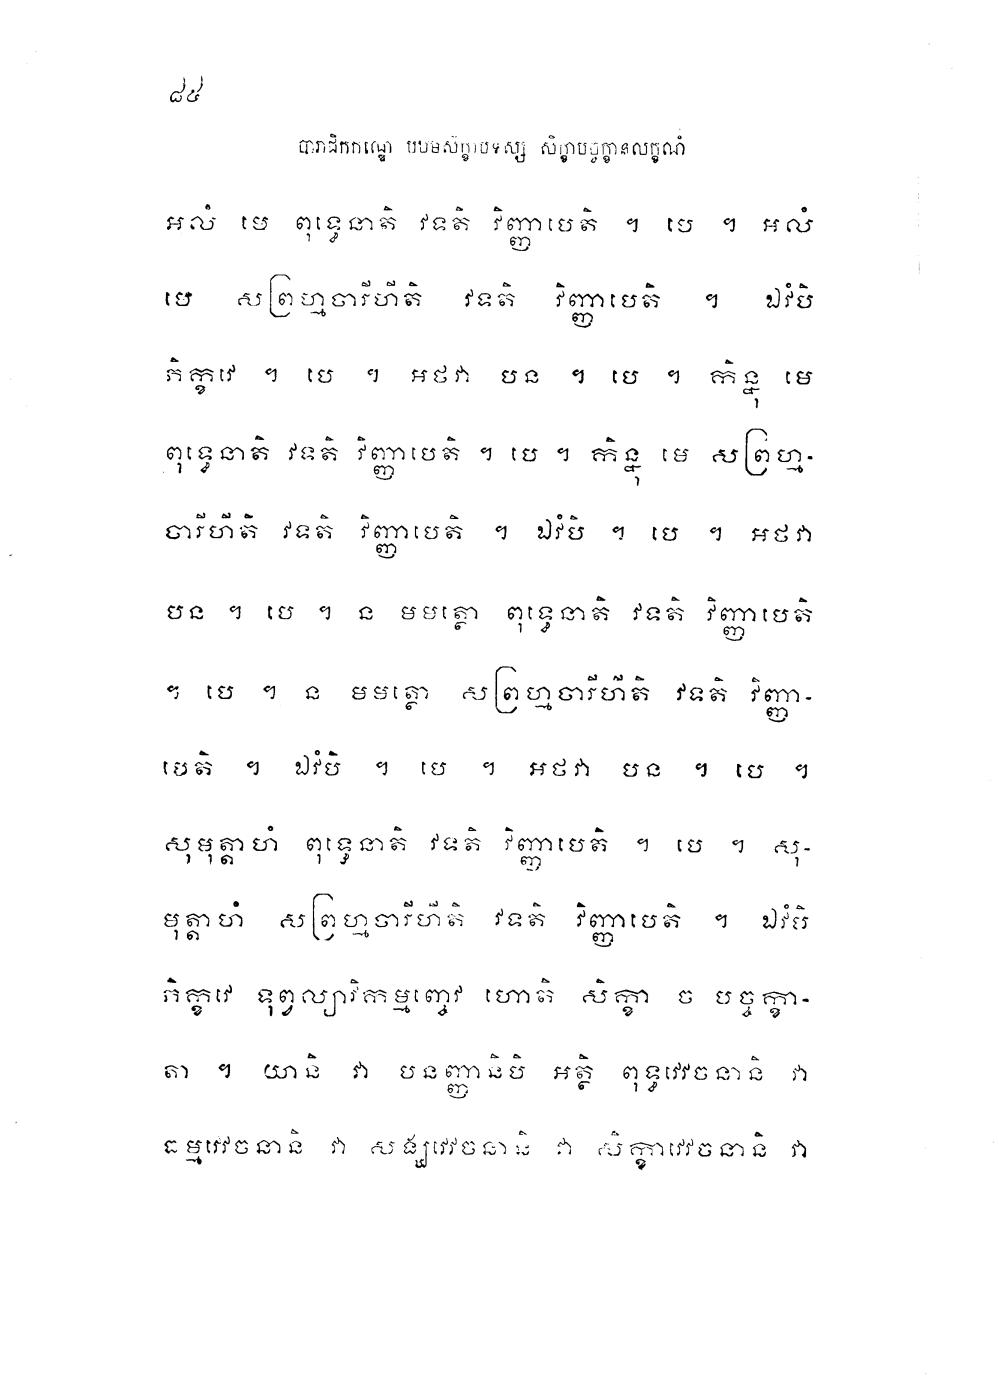 ៨៤
បារាជិកកណ្ឌេ បឋមសិក្ខាបទស្ស សិក្ខាបច្ចក្ខានលក្ខណំ
អលំ មេ ពុទ្ធេនាតិ វទតិ វិញ្ញាបេតិ ។ បេ ។ អលំ
មេ សព្រហ្មចារីហីតិ វទតិ វិញ្ញាបេតិ ។ ឯវំបិ
ភិក្ខវេ ។ បេ ។ អថវា បន ។ បេ ។ កិន្នុ មេ
ពុទ្ធេនាតិ វទតិ វិញ្ញាបេតិ ។ បេ ។ កិន្នុ មេ សព្រហ្ម-
ចារីហីតិ វទតិ វិញ្ញាបេតិ ។ ឯវំបិ ។ បេ ។ អថវា
បន ។ បេ ។ ន មមត្ថោ ពុទ្ធេនាតិ វទតិ វិញ្ញាបេតិ
។ បេ ។ ន មមត្ថោ សព្រហ្មចារីហីតិ វទតិ វិញ្ញា-
បេតិ ។ ឯវំបិ ។ បេ ។ អថវា បន ។ បេ ។
សុមុត្តាហំ ពុទ្ធេនាតិ វទតិ វិញ្ញាបេតិ ។ បេ ។ សុ-
មុត្តាហំ សព្រហ្មចារីហីតិ វទតិ វិញ្ញាបេតិ ។ ឯវំបិ
ភិក្ខវេ ទុព្វល្យាវិកម្មញ្ចេវ ហោតិ សិក្ខា ច បច្ចក្ខា-
តា ។ យានិ វា បនញ្ញានិបិ អត្ថិ ពុទ្ធវេវចនានិ វា
ធម្មវេវចនានិ វា សង្ឃវេវចនានិ វា សិក្ខាវេវចនានិ វា